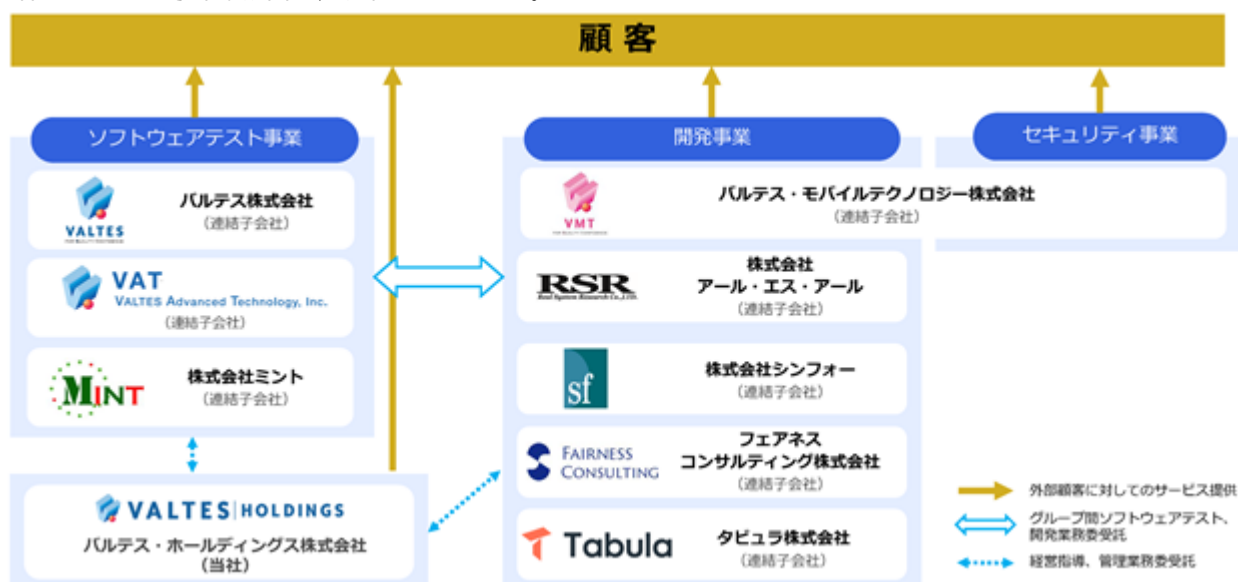 顧客
ソフトウェアテスト事業
VALTES
バルテス株式会社
（連結子会社）
VAT
VALTES Advanced Technology, Inc.
（連結子会社）
MINT
株式会社ミント
（連結子会社）
VALTES HOLDINGS
バルテス・ホールディングス株式会社
（当社）
開発事業
セキュリティ事業
VMT
バルテス・モバイルテクノロジー株式会社
（連結子会社）
RSR
Real System Research Co.,LTD.
株式会社
アール・エス・アール
（連結子会社）
sf
株式会社シンフォー
（連結子会社）
FAIRNESS
CONSULTING
フェアネス
コンサルティング株式会社
（連結子会社）
Tabula
タビュラ株式会社
（連結子会社）
外部顧客に対してのサービス提供
グループ間ソフトウェアテスト、
開発業務委受託
経営指導、管理業務委受託